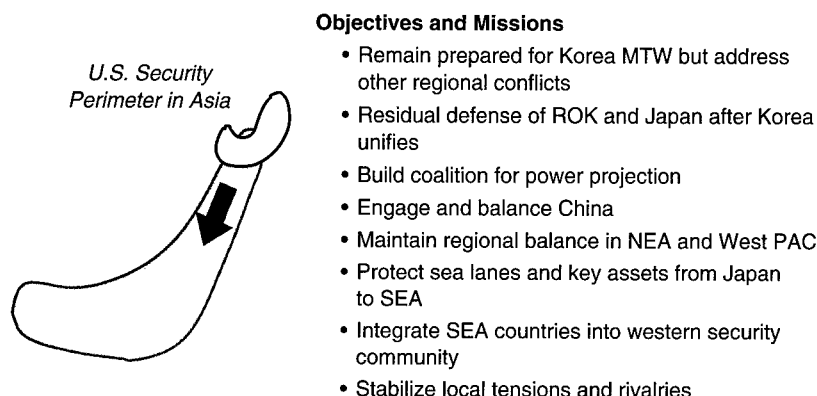 U.S. Security
Perimeter in Asia
Objectives and Missions
• Remain prepared for Korea MTW but address
other regional conflicts
• Residual defense of ROK and Japan after Korea
unifies
• Build coalition for power projection
• Engage and balance China
• Maintain regional balance in NEA and West PAC
• Protect sea lanes and key assets from Japan
to SEA
• Integrate SEA countries into western security
community
• Stabilize local tensions and rivalries